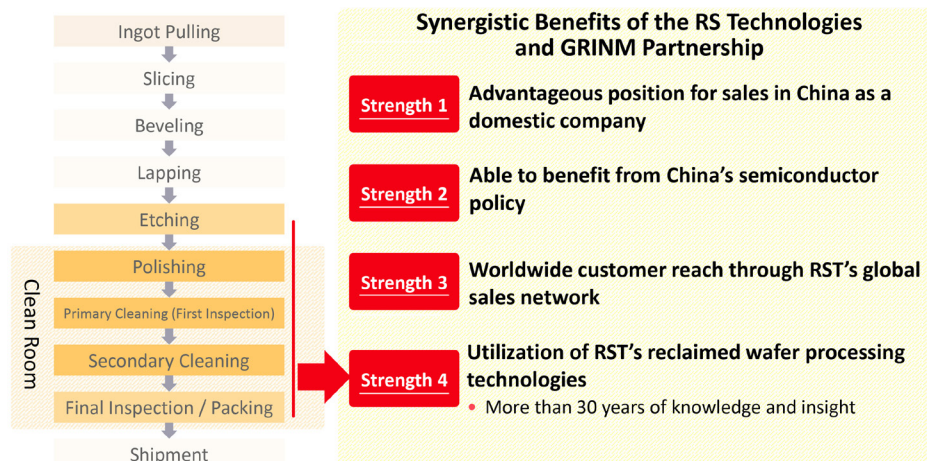 Ingot Pulling
Slicing
Beveling
Lapping
Etching
Polishing
Primary Cleaning (First Inspection)
Secondary Cleaning
Final Inspection / Packing
Shipment
Clean Room
Synergistic Benefits of the RS Technologies
and GRINM Partnership
Strength 1
Advantageous position for sales in China as a
domestic company
Strength 2
Able to benefit from China's semiconductor
policy
Strength 3
Worldwide customer reach through RST's global
sales network
Strength 4
Utilization of RST's reclaimed wafer processing
technologies
• More than 30 years of knowledge and insight